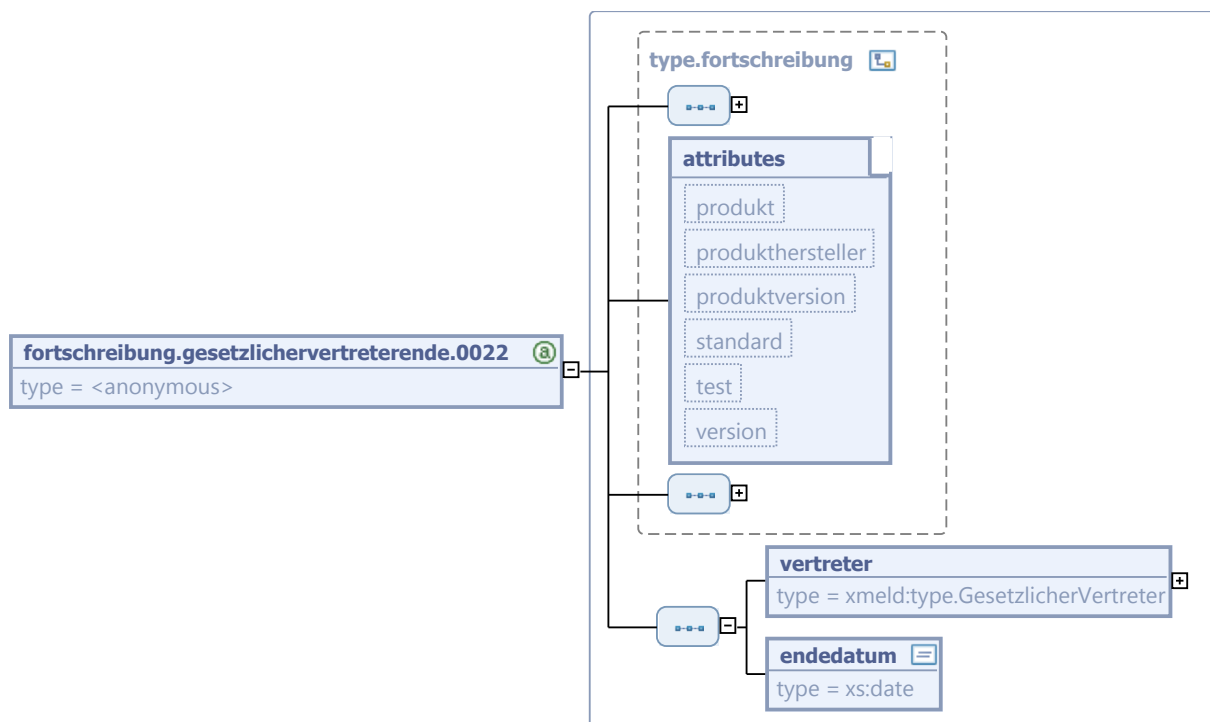 type.fortschreibung
attributes
produkt
produkthersteller
produktversion
standard
test
version
fortschreibung.gesetzlichervertreterende.0022
type = <anonymous>
vertreter
type = xmeld:type.GesetzlicherVertreter
endedatum
type = xs:date